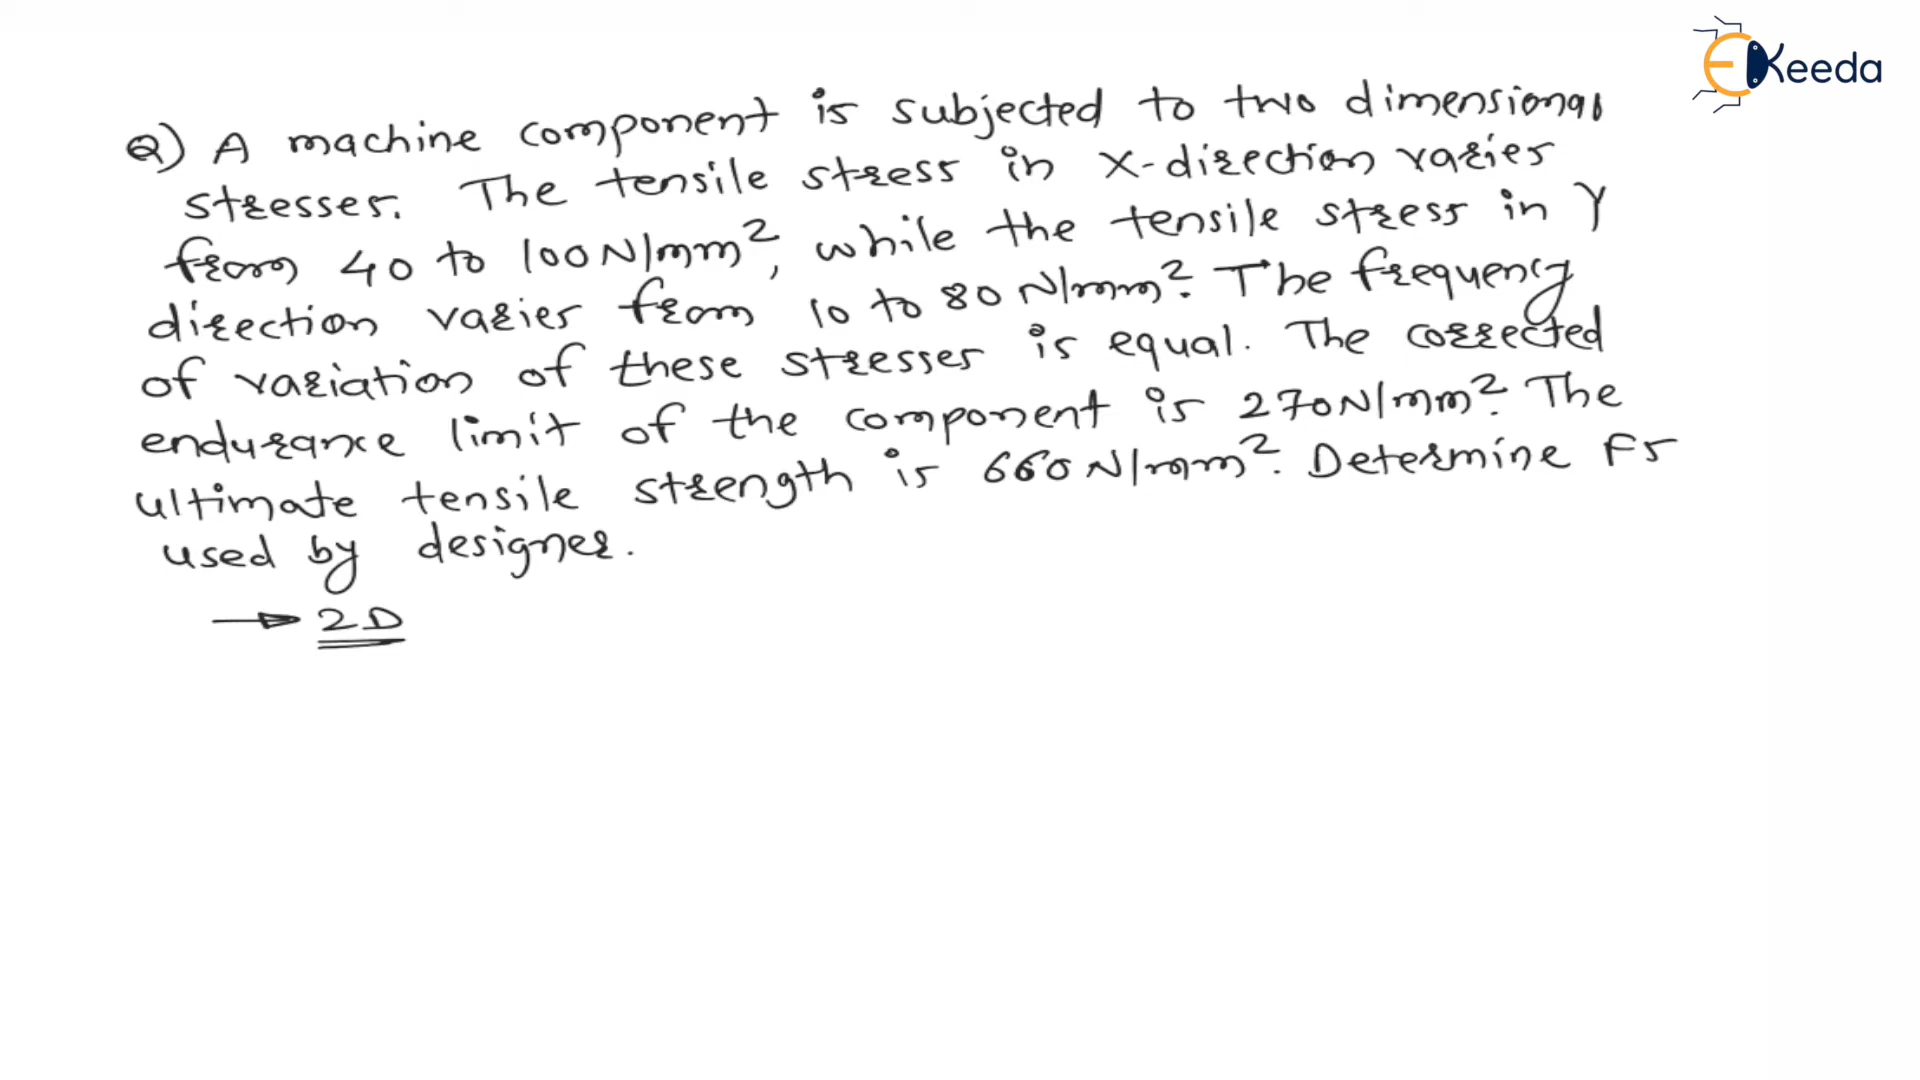 EKeeda
Q) A machine component is subjected to two dimensional
stresses. The tensile stress in X-direction varies
from 40 to 100 N/mm², while the tensile stress in Y
direction varies from 10 to 80 N/mm². The frequency
of variation of these stresses is equal. The corrected
endurance limit of the component is 270 N/mm². The
ultimate tensile strength is 660 N/mm². Determine FS
used by designer.
→ 2D